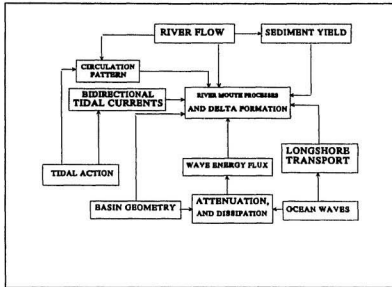 RIVER FLOW
SEDIMENT YIELD
CIRCULATION
PATTERN
BIDIRECTIONAL
TIDAL CURRENTS
RIVER MOUTH PROCESSES
AND DELTA FORMATION
WAVE ENERGY FLUX
LONGSHORE
TRANSPORT
TIDAL ACTION
BASIN GEOMETRY
ATTENUATION,
AND DISSIPATION
OCEAN WAVES